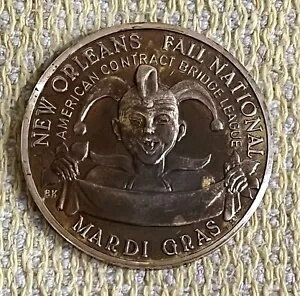 NEW ORLEANS FALL NATIONAL
AMERICAN CONTRACT BRIDGE LEAGUE
BK
MARDI GRAS